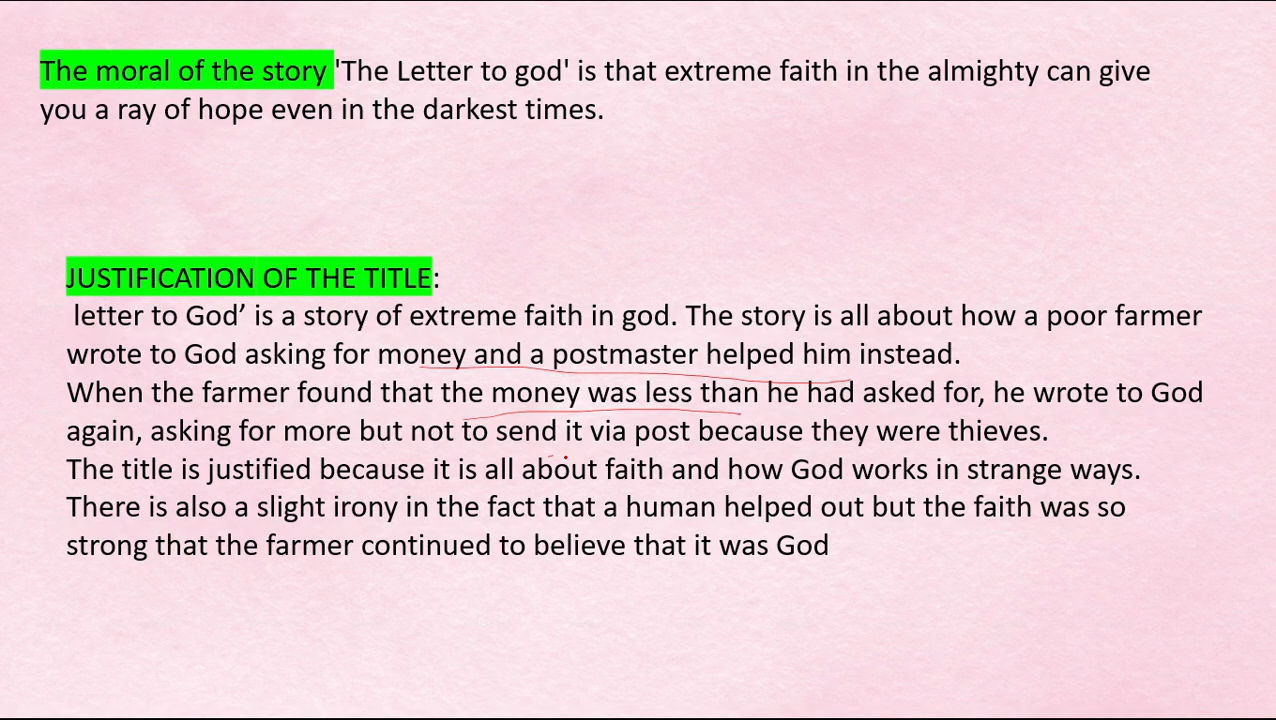 The moral of the story 'The Letter to god' is that extreme faith in the almighty can give
you a ray of hope even in the darkest times.
JUSTIFICATION OF THE TITLE:
letter to God’ is a story of extreme faith in god. The story is all about how a poor farmer
wrote to God asking for money and a postmaster helped him instead.
When the farmer found that the money was less than he had asked for, he wrote to God
again, asking for more but not to send it via post because they were thieves.
The title is justified because it is all about faith and how God works in strange ways.
There is also a slight irony in the fact that a human helped out but the faith was so
strong that the farmer continued to believe that it was God